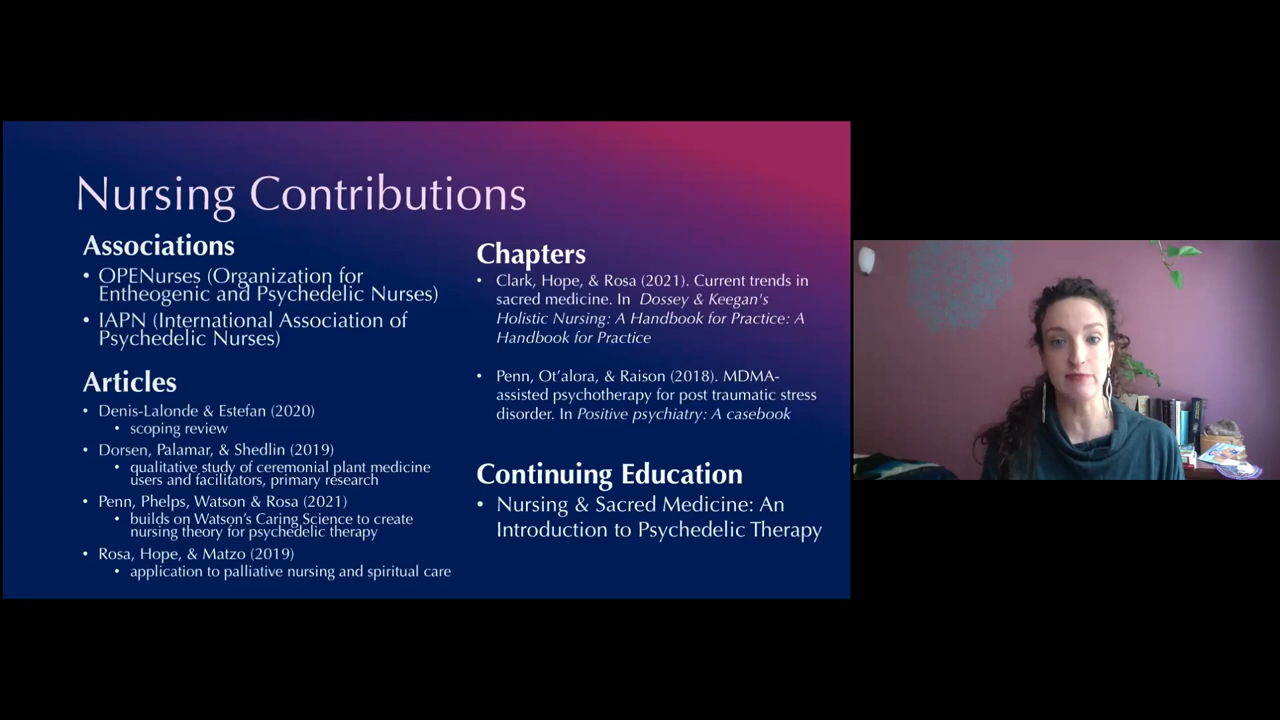 Nursing Contributions
Associations
• OPENurses (Organization for
Entheogenic and Psychedelic Nurses)
• IAPN (International Association of
Psychedelic Nurses)
Articles
• Denis-Lalonde & Estefan (2020)
• scoping review
• Dorsen, Palamar, & Shedlin (2019)
• qualitative study of ceremonial plant medicine
users and facilitators, primary research
• Penn, Phelps, Watson & Rosa (2021)
• builds on Watson’s Caring Science to create
nursing theory for psychedelic therapy
• Rosa, Hope, & Matzo (2019)
• application to palliative nursing and spiritual care
Chapters
• Clark, Hope, & Rosa (2021). Current trends in
sacred medicine. In Dossey & Keegan's
Holistic Nursing: A Handbook for Practice: A
Handbook for Practice
• Penn, Ot’alora, & Raison (2018). MDMA-
assisted psychotherapy for post traumatic stress
disorder. In Positive psychiatry: A casebook
Continuing Education
• Nursing & Sacred Medicine: An
Introduction to Psychedelic Therapy